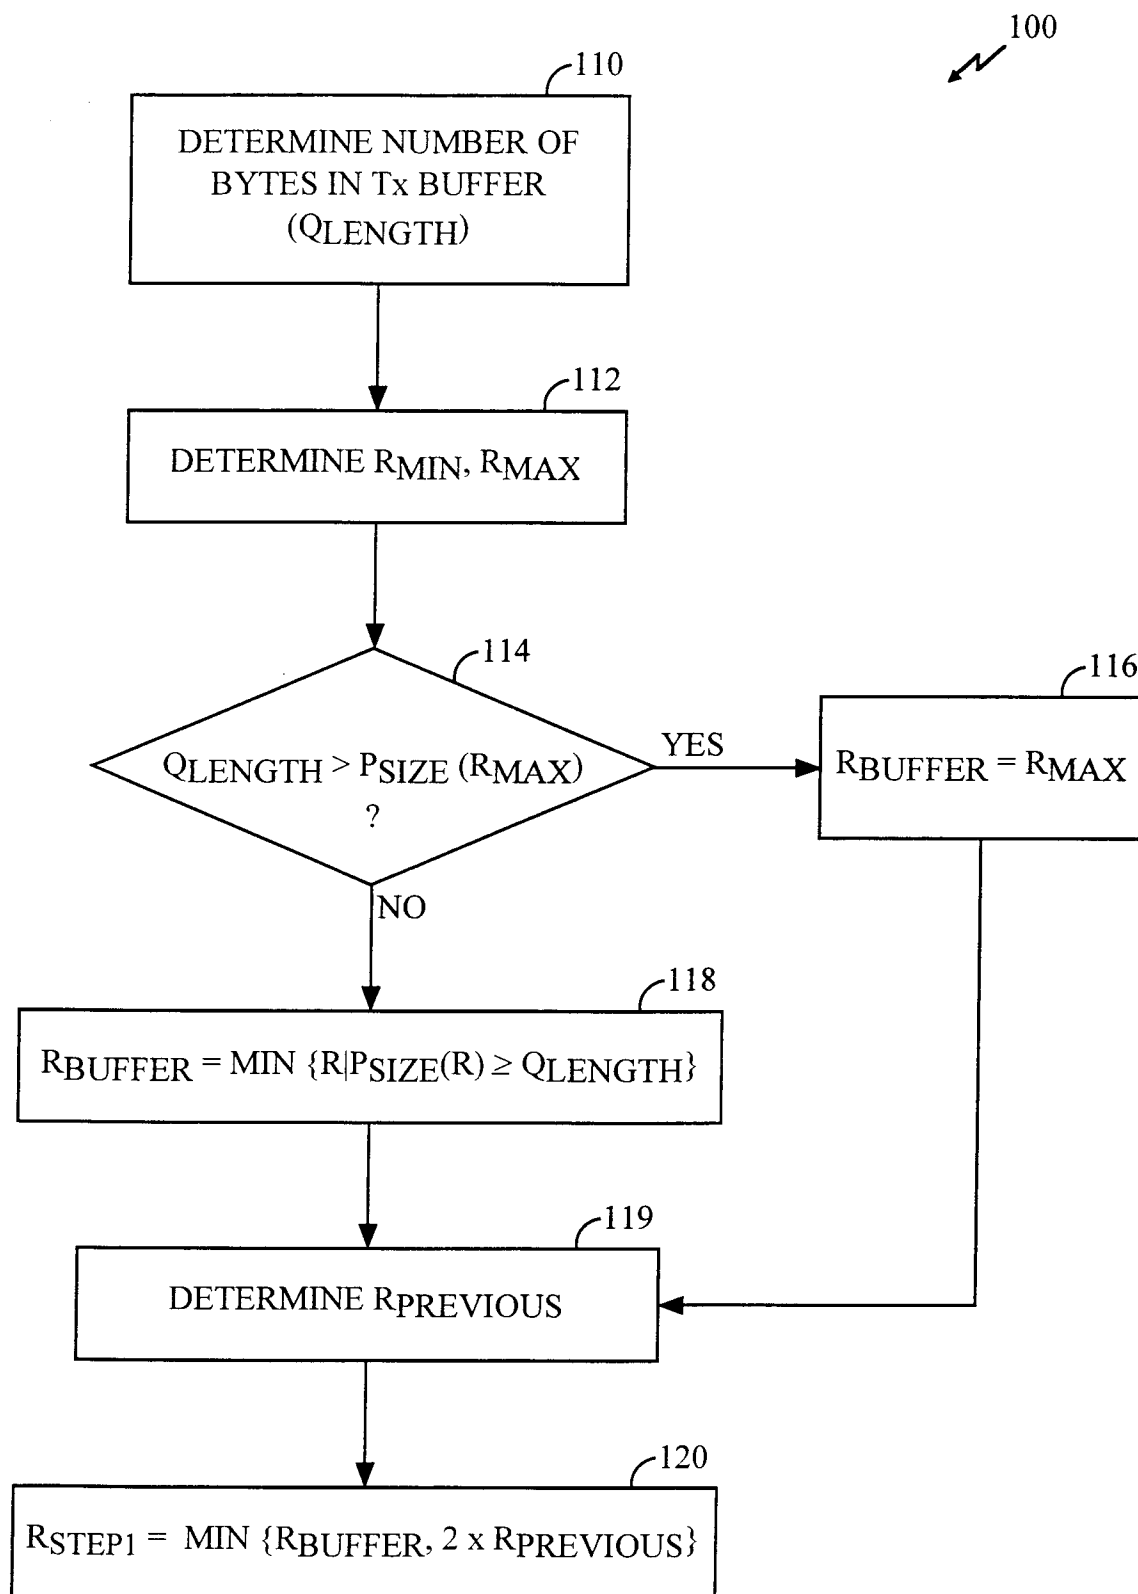 100
110
DETERMINE NUMBER OF
BYTES IN Tx BUFFER
(QLENGTH)
112
DETERMINE RMIN, RMAX
114
QLENGTH > PSIZE (RMAX)
?
YES
116
RBUFFER = RMAX
NO
118
RBUFFER = MIN {R|PSIZE(R) ≥ QLENGTH}
119
DETERMINE RPREVIOUS
120
RSTEP1 = MIN {RBUFFER, 2 x RPREVIOUS}